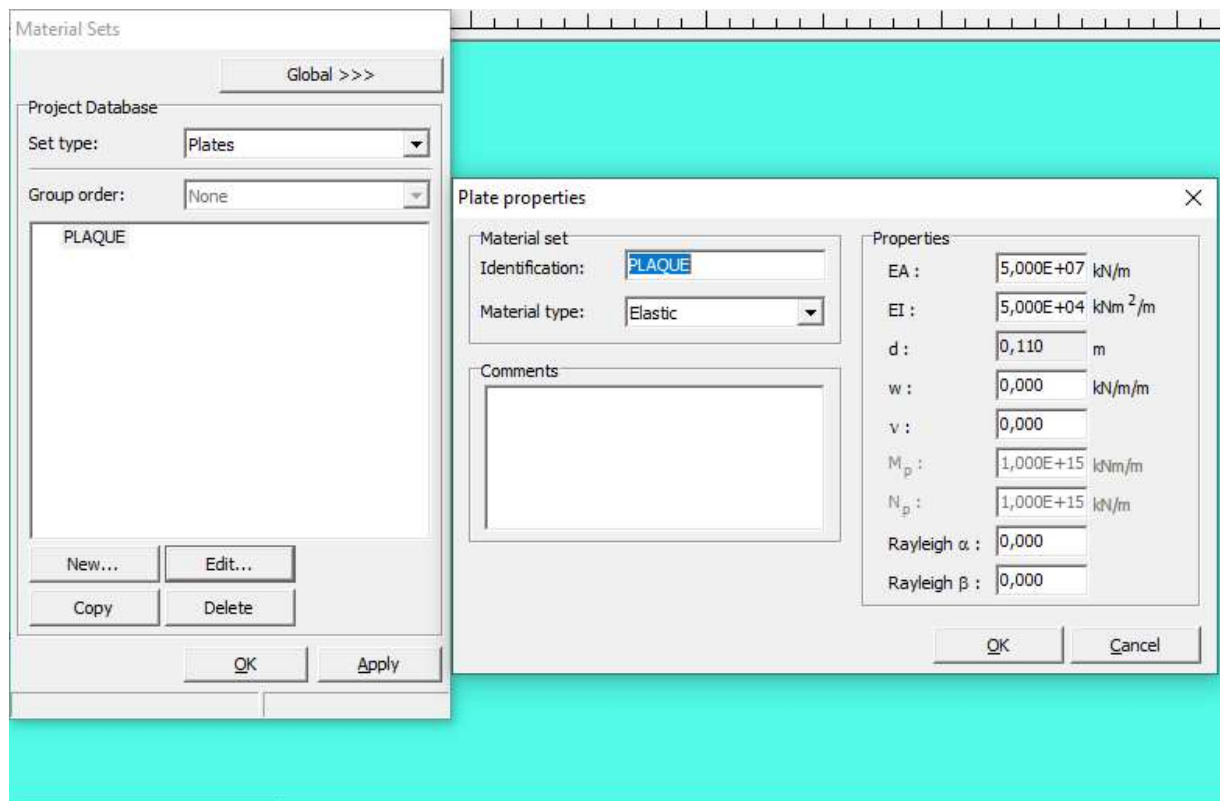 Material Sets
Global >>>
Project Database
Set type:
Plates
Group order:
None
PLAQUE
New...
Edit...
Copy
Delete
OK
Apply
Plate properties
Material set
Identification:
PLAQUE
Material type:
Elastic
Comments
Properties
EA :
5,000E+07 kN/m
EI :
5,000E+04 kNm²/m
d :
0,110 m
w :
0,000 kN/m/m
ν :
0,000
Mp :
1,000E+15 kNm/m
Np :
1,000E+15 kN/m
Rayleigh α :
0,000
Rayleigh β :
0,000
OK
Cancel